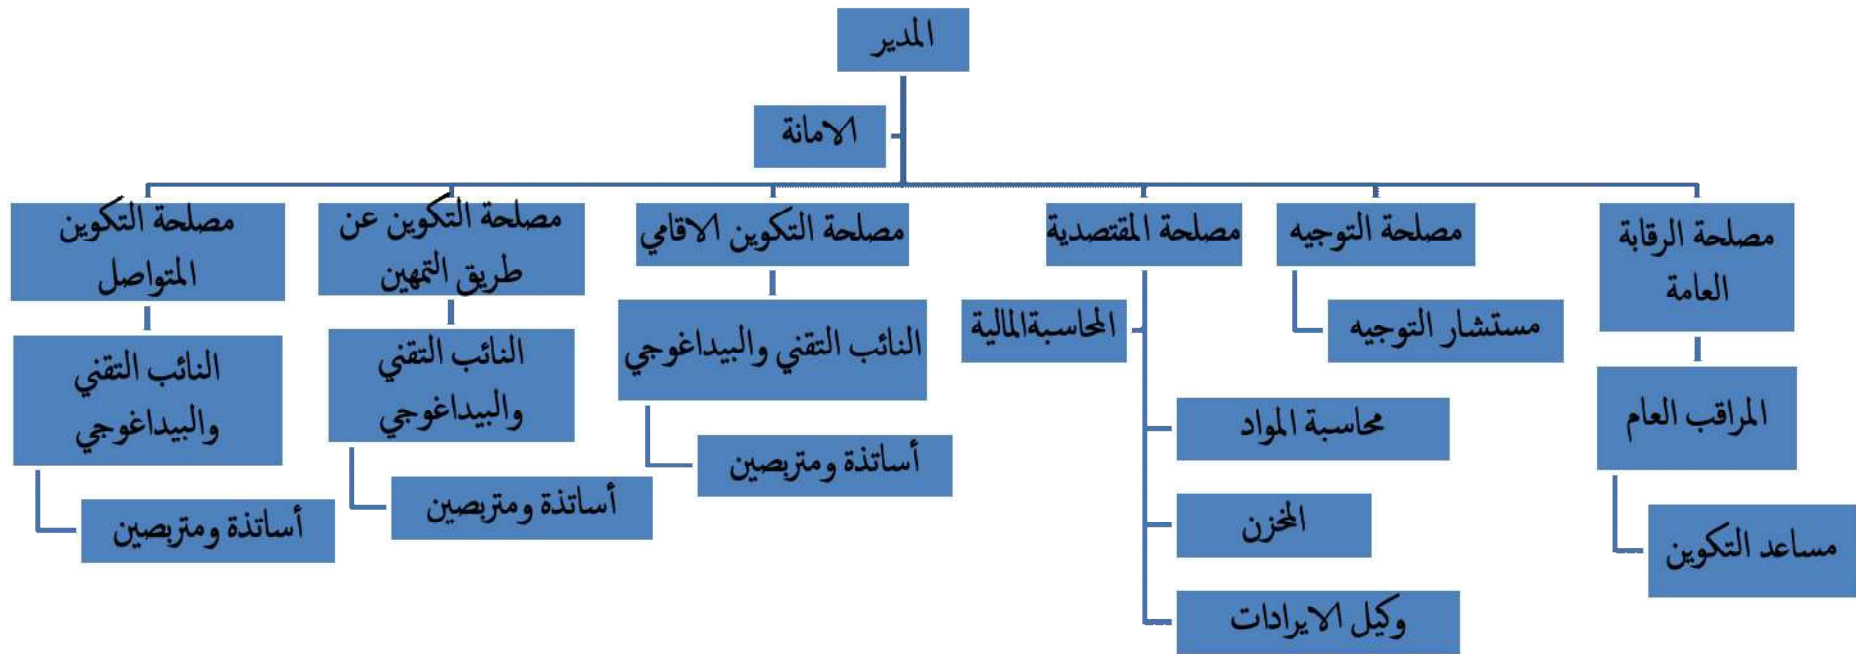 المدير
الامانة
مصلحة الرقابة
العامة
مصلحة التوجيه
مصلحة المقتصدية
مصلحة التكوين الاقامي
مصلحة التكوين عن
طريق التمهين
مصلحة التكوين
المتواصل
المراقب العام
مساعد التكوين
مستشار التوجيه
المحاسبة المالية
محاسبة المواد
المخزن
وكيل الايرادات
النائب التقني والبيداغوجي
أساتذة ومتربصين
النائب التقني
والبيداغوجي
أساتذة ومتربصين
النائب التقني
والبيداغوجي
أساتذة ومتربصين